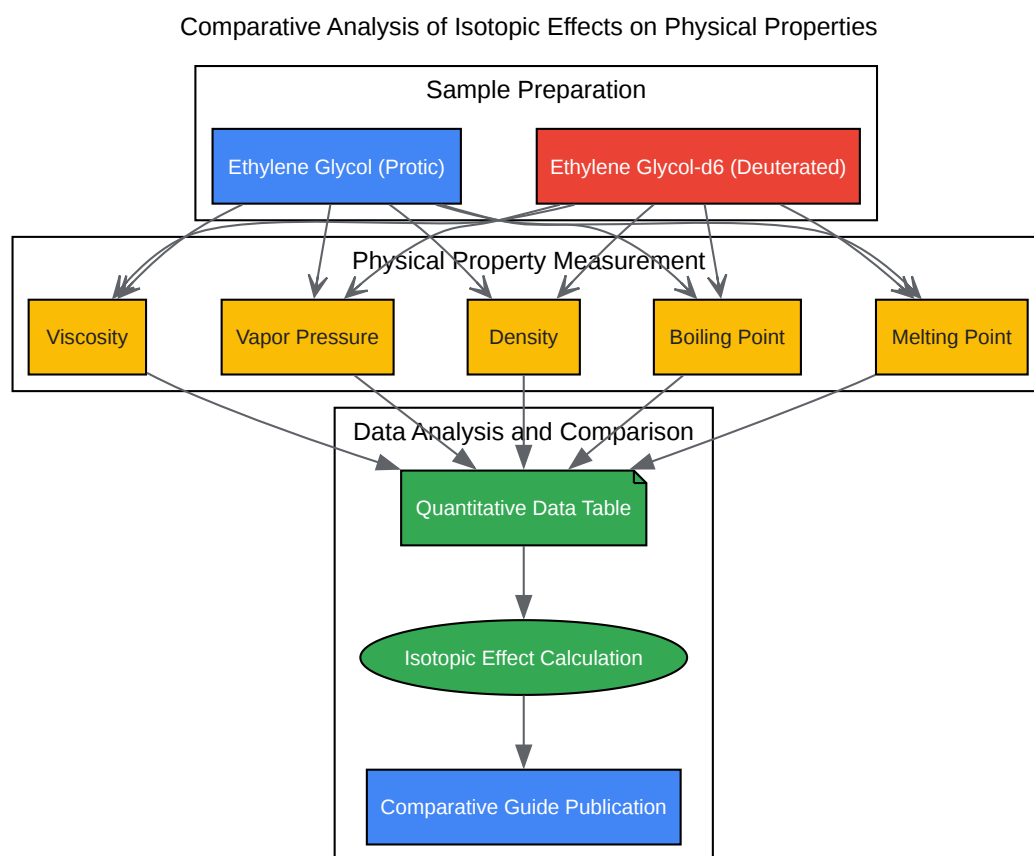 Comparative Analysis of Isotopic Effects on Physical Properties
Sample Preparation
Ethylene Glycol (Protic)
Ethylene Glycol-d6 (Deuterated)
Physical Property Measurement
Viscosity
Vapor Pressure
Density
Boiling Point
Melting Point
Data Analysis and Comparison
Quantitative Data Table
Isotopic Effect Calculation
Comparative Guide Publication